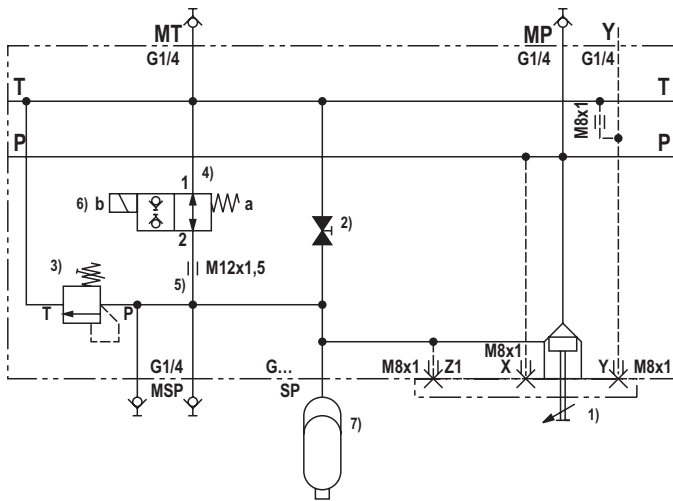 MT MP Y
G1/4 G1/4 G1/4
T T
M8x1
P P
4)
1
6) b a
2
2)
3)
5) M12x1,5
T P
M8x1
G1/4 G... M8x1 Z1 X Y M8x1
MSP SP
1)
7)